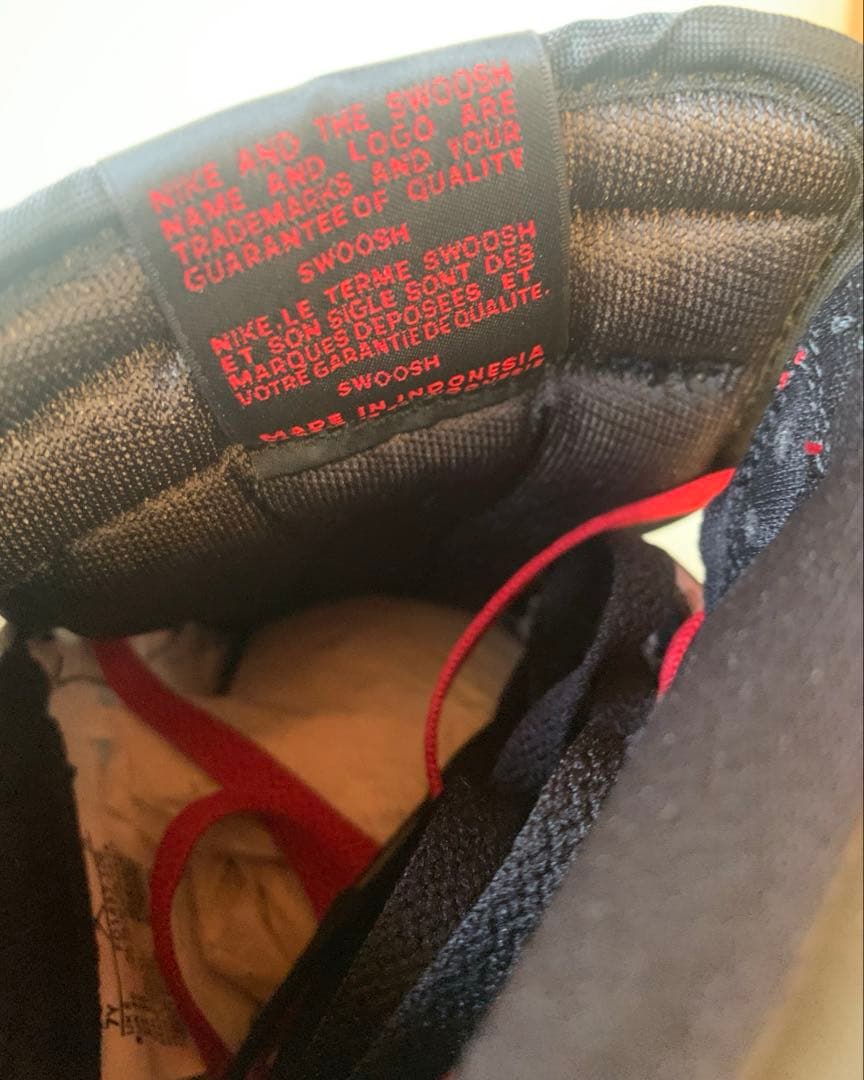 NIKE AND THE SWOOSH
NAME AND LOGO ARE
TRADEMARKS AND YOUR
GUARANTEE OF QUALITY
SWOOSH
NIKE, LE TERME SWOOSH
ET SON SIGLE SONT DES
MARQUES DEPOSEES ET
VOTRE GARANTIE DE QUALITE.
SWOOSH
MADE IN INDONESIA